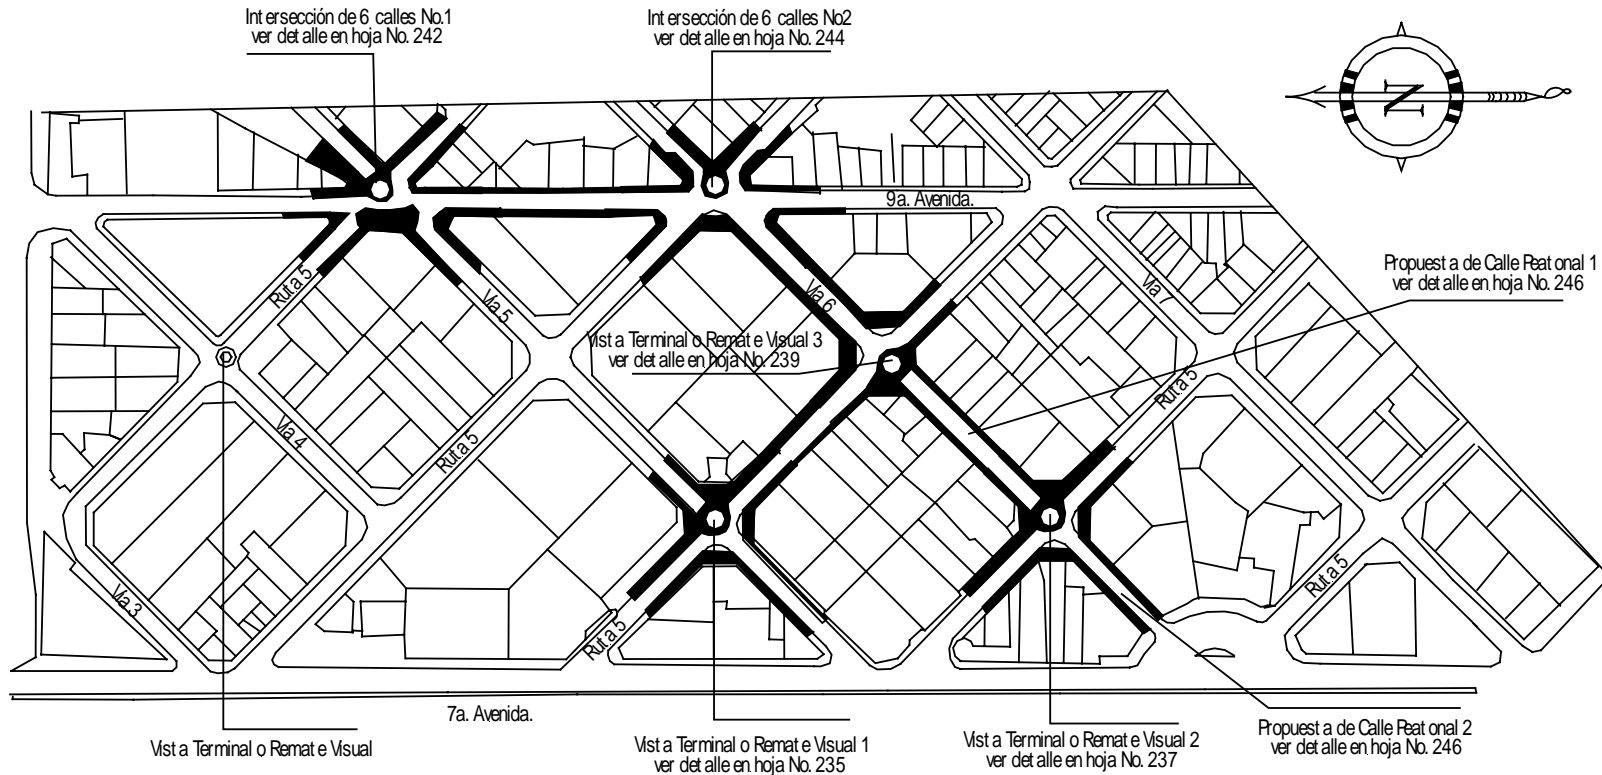 Intersección de 6 calles No.1
ver detalle en hoja No. 242
Intersección de 6 calles No2
ver detalle en hoja No. 244
N
9a. Avenida.
Propuesta de Calle Peatonal 1
ver detalle en hoja No. 246
Ruta 5
Via 5
Via 6
Via 7
Vista Terminal o Remate Visual 3
ver detalle en hoja No. 239
Ruta 5
Via 4
Ruta 5
Via 3
Ruta 5
Ruta 5
7a. Avenida.
Vista Terminal o Remate Visual
Vista Terminal o Remate Visual 1
ver detalle en hoja No. 235
Vista Terminal o Remate Visual 2
ver detalle en hoja No. 237
Propuesta de Calle Peatonal 2
ver detalle en hoja No. 246